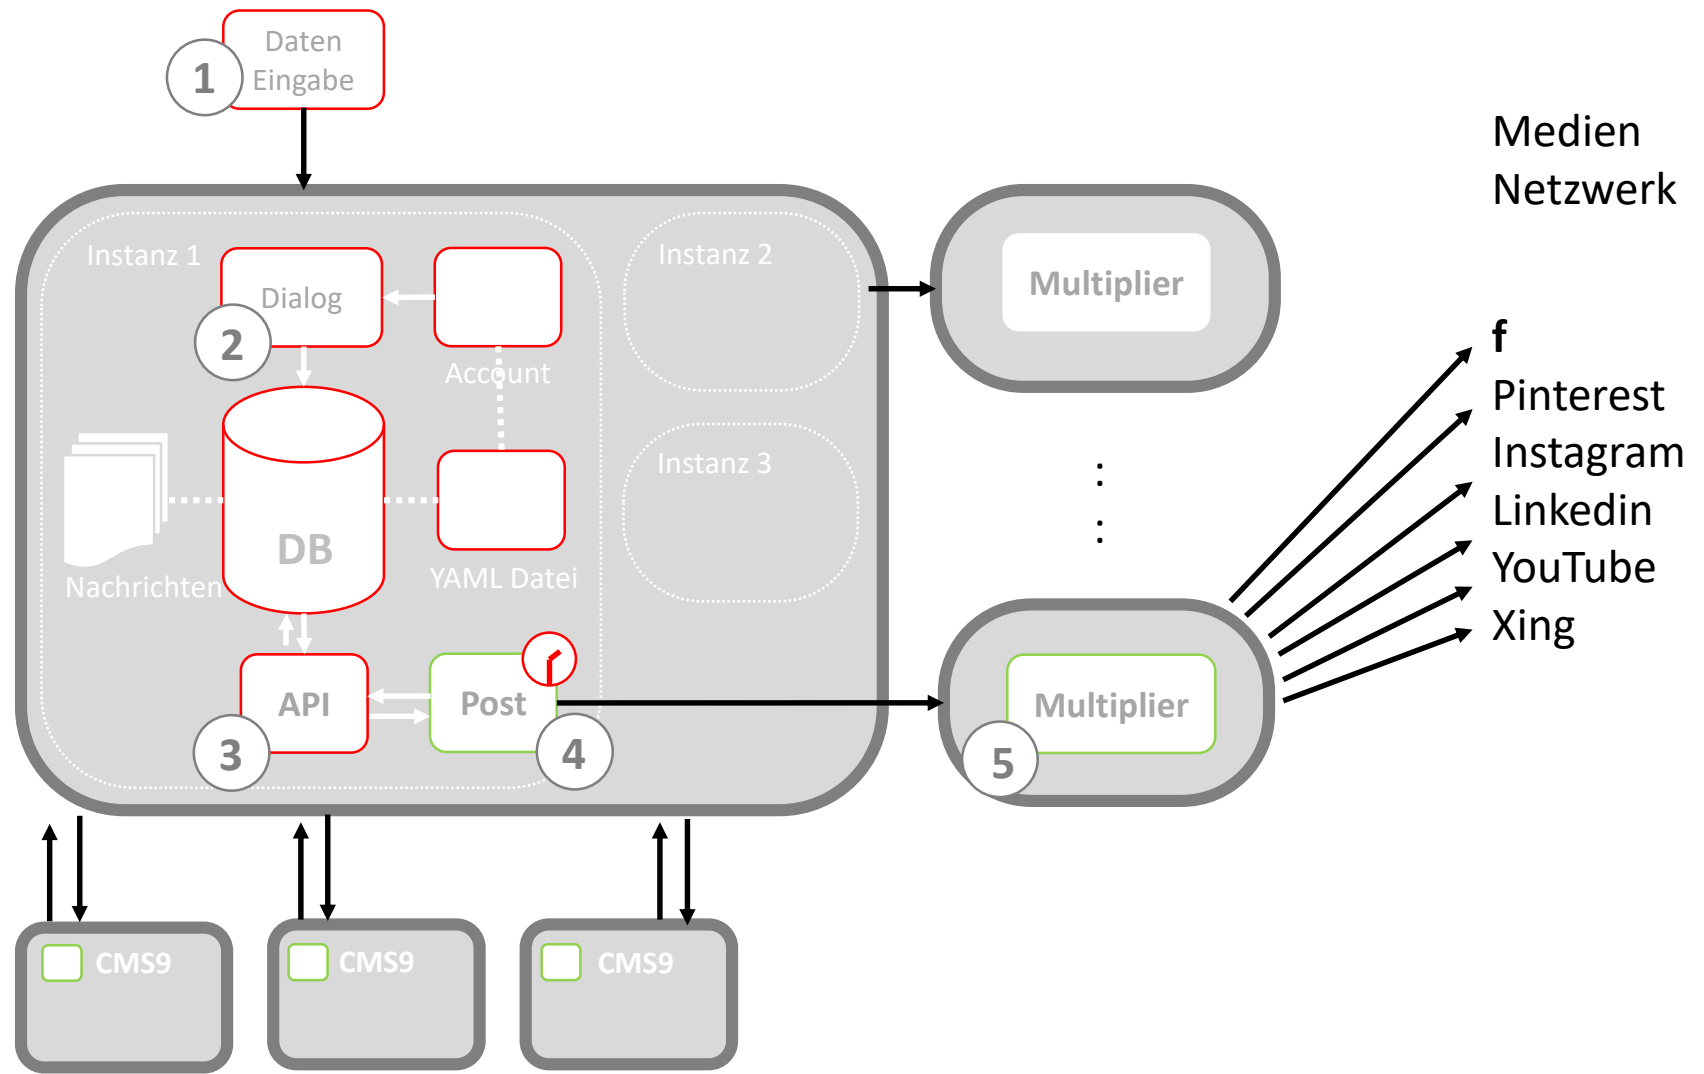 Daten
Eingabe
1
Medien
Netzwerk
Instanz 1
Dialog
2
Account
Instanz 2
Multiplier
Instanz 3
DB
Nachrichten
YAML Datei
f
Pinterest
Instagram
Linkedin
YouTube
Xing
:
:
API
3
Post
4
Multiplier
5
CMS9
CMS9
CMS9